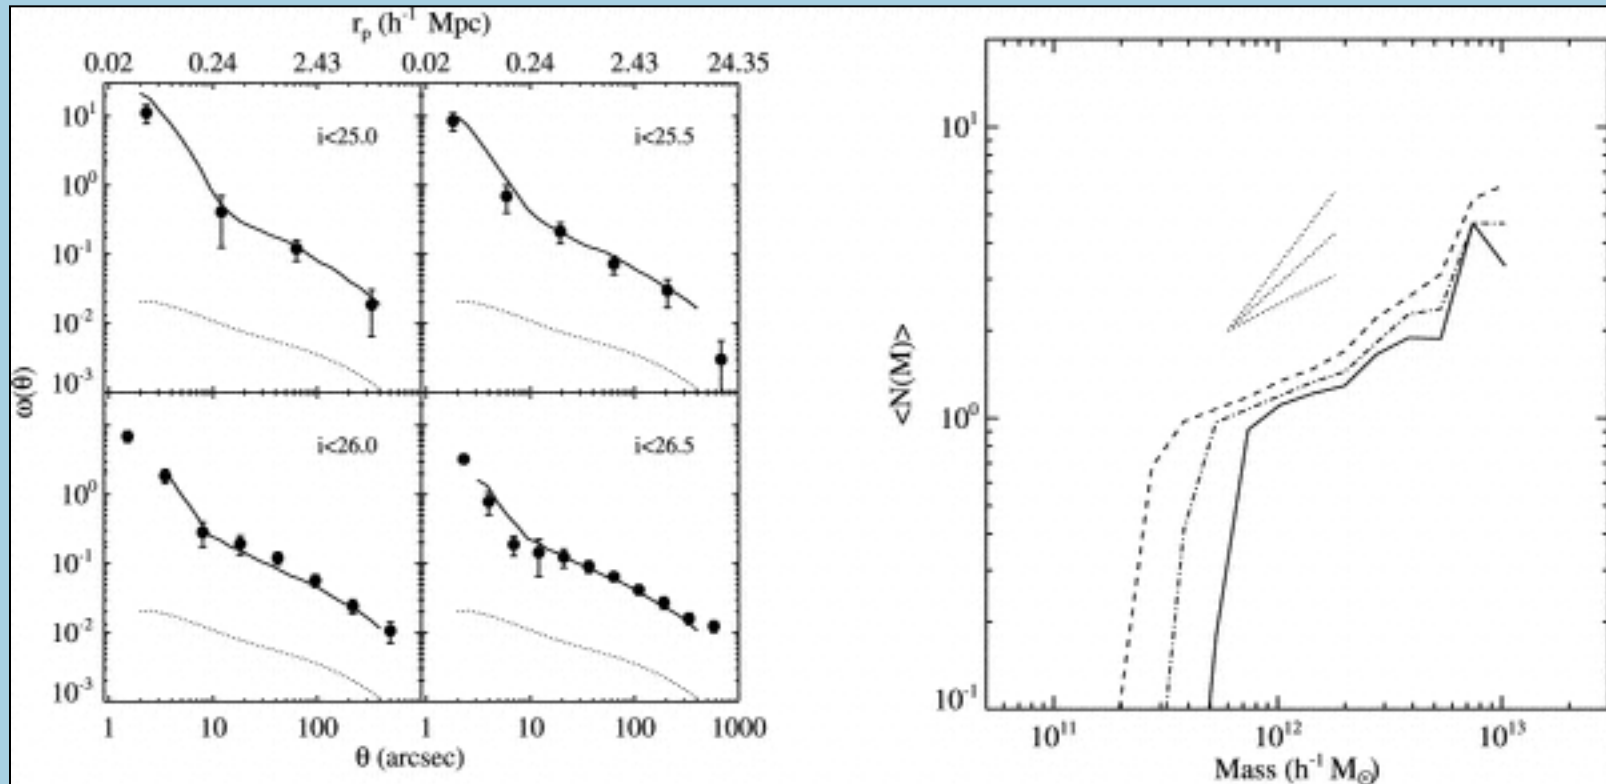 r_p (h^-1 Mpc)
0.02 0.24 2.43 0.02 0.24 2.43 24.35
i<25.0 i<25.5
10^1
10^0
10^-1
10^-2
10^-3
ω(θ)
i<26.0 i<26.5
10^0
10^-1
10^-2
10^-3
1 10 100 1 10 100 1000
θ (arcsec)
<N(M)>
10^1
10^0
10^-1
10^11 10^12 10^13
Mass (h^-1 M_⊙)